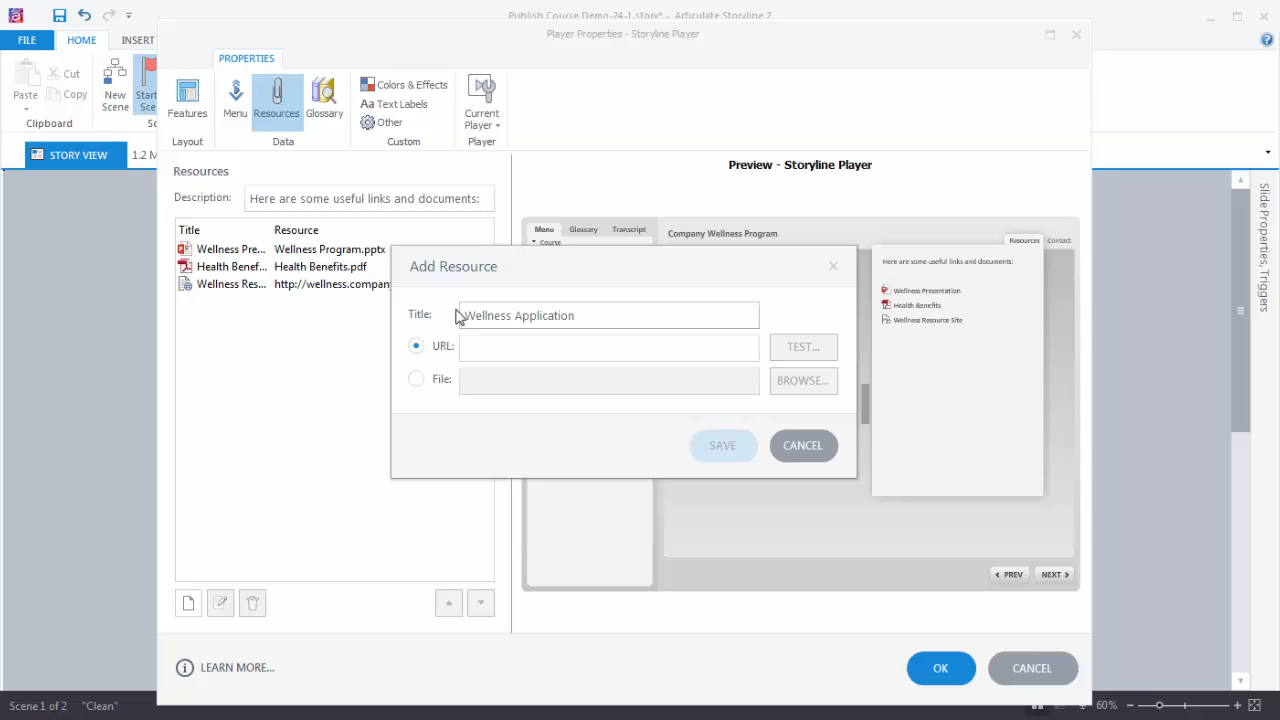 Publish Course Demo-24-1.story* - Articulate Storyline 2
Player Properties - Storyline Player
FILE HOME INSERT
PROPERTIES
Cut
Copy
Paste
New Scene
Clipboard
Features
Menu
Resources
Glossary
Colors & Effects
Aa Text Labels
Other
Current Player
Layout
Data
Custom
Player
STORY VIEW
Resources
Description: Here are some useful links and documents:
Title Resource
Wellness Pre... Wellness Program.pptx
Health Benef... Health Benefits.pdf
Wellness Res... http://wellness.compan
Preview - Storyline Player
Menu Glossary Transcript
Course
Company Wellness Program
Resources Contact
Here are some useful links and documents:
Wellness Presentation
Health Benefits
Wellness Resource Site
Add Resource
Title: Wellness Application
URL: TEST...
File: BROWSE...
SAVE CANCEL
PREV NEXT
LEARN MORE...
OK CANCEL
Slide Properties, Triggers
Scene 1 of 2 "Clean"
60%